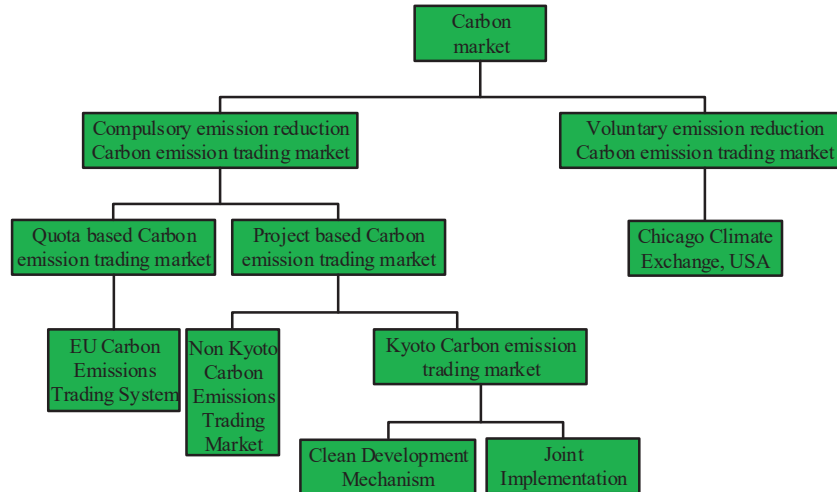 Carbon
market
Compulsory emission reduction
Carbon emission trading market
Voluntary emission reduction
Carbon emission trading market
Quota based Carbon
emission trading market
Project based Carbon
emission trading market
Chicago Climate
Exchange, USA
EU Carbon
Emissions
Trading System
Non Kyoto
Carbon
Emissions
Trading
Market
Kyoto Carbon emission
trading market
Clean Development
Mechanism
Joint
Implementation